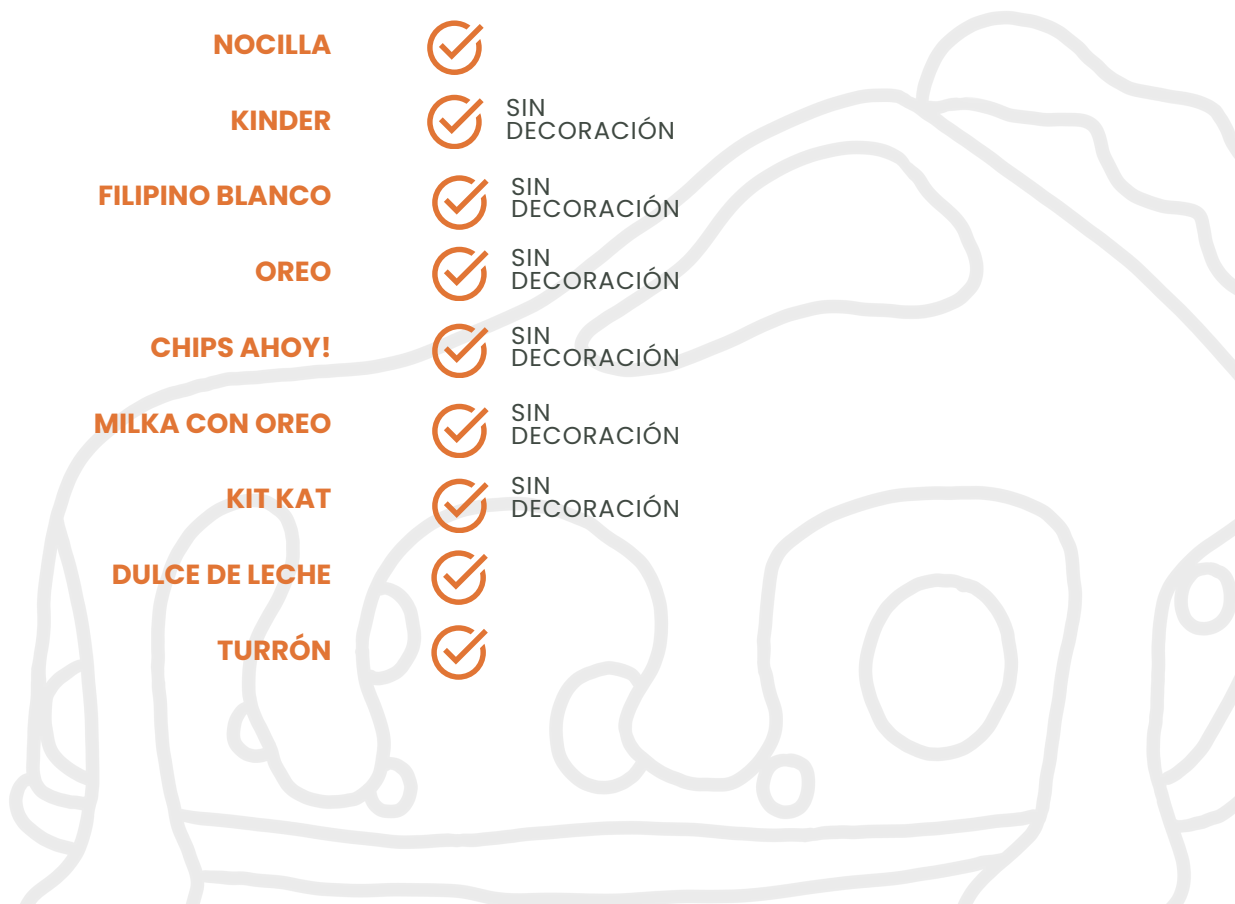 NOCILLA
KINDER
SIN
DECORACIÓN
FILIPINO BLANCO
SIN
DECORACIÓN
OREO
SIN
DECORACIÓN
CHIPS AHOY!
SIN
DECORACIÓN
MILKA CON OREO
SIN
DECORACIÓN
KIT KAT
SIN
DECORACIÓN
DULCE DE LECHE
TURRÓN